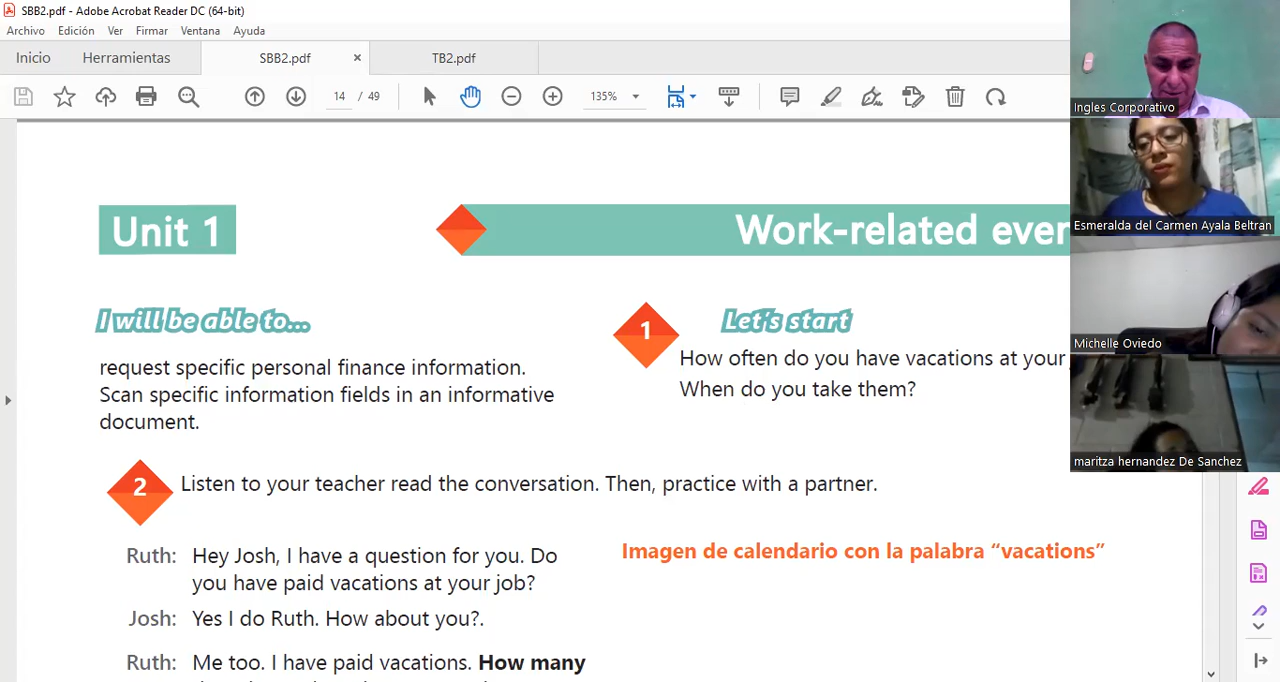 SBB2.pdf - Adobe Acrobat Reader DC (64-bit)
Archivo Edición Ver Firmar Ventana Ayuda
Inicio Herramientas SBB2.pdf × TB2.pdf
14 / 49 135%
Ingles Corporativo
Esmeralda del Carmen Ayala Beltran
Michelle Oviedo
maritza hernandez De Sanchez
Unit 1
Work-related even
I will be able to...
request specific personal finance information.
Scan specific information fields in an informative
document.
1 Let's start
How often do you have vacations at your
When do you take them?
2 Listen to your teacher read the conversation. Then, practice with a partner.
Ruth: Hey Josh, I have a question for you. Do
you have paid vacations at your job?
Josh: Yes I do Ruth. How about you?.
Ruth: Me too. I have paid vacations. How many
Imagen de calendario con la palabra “vacations”